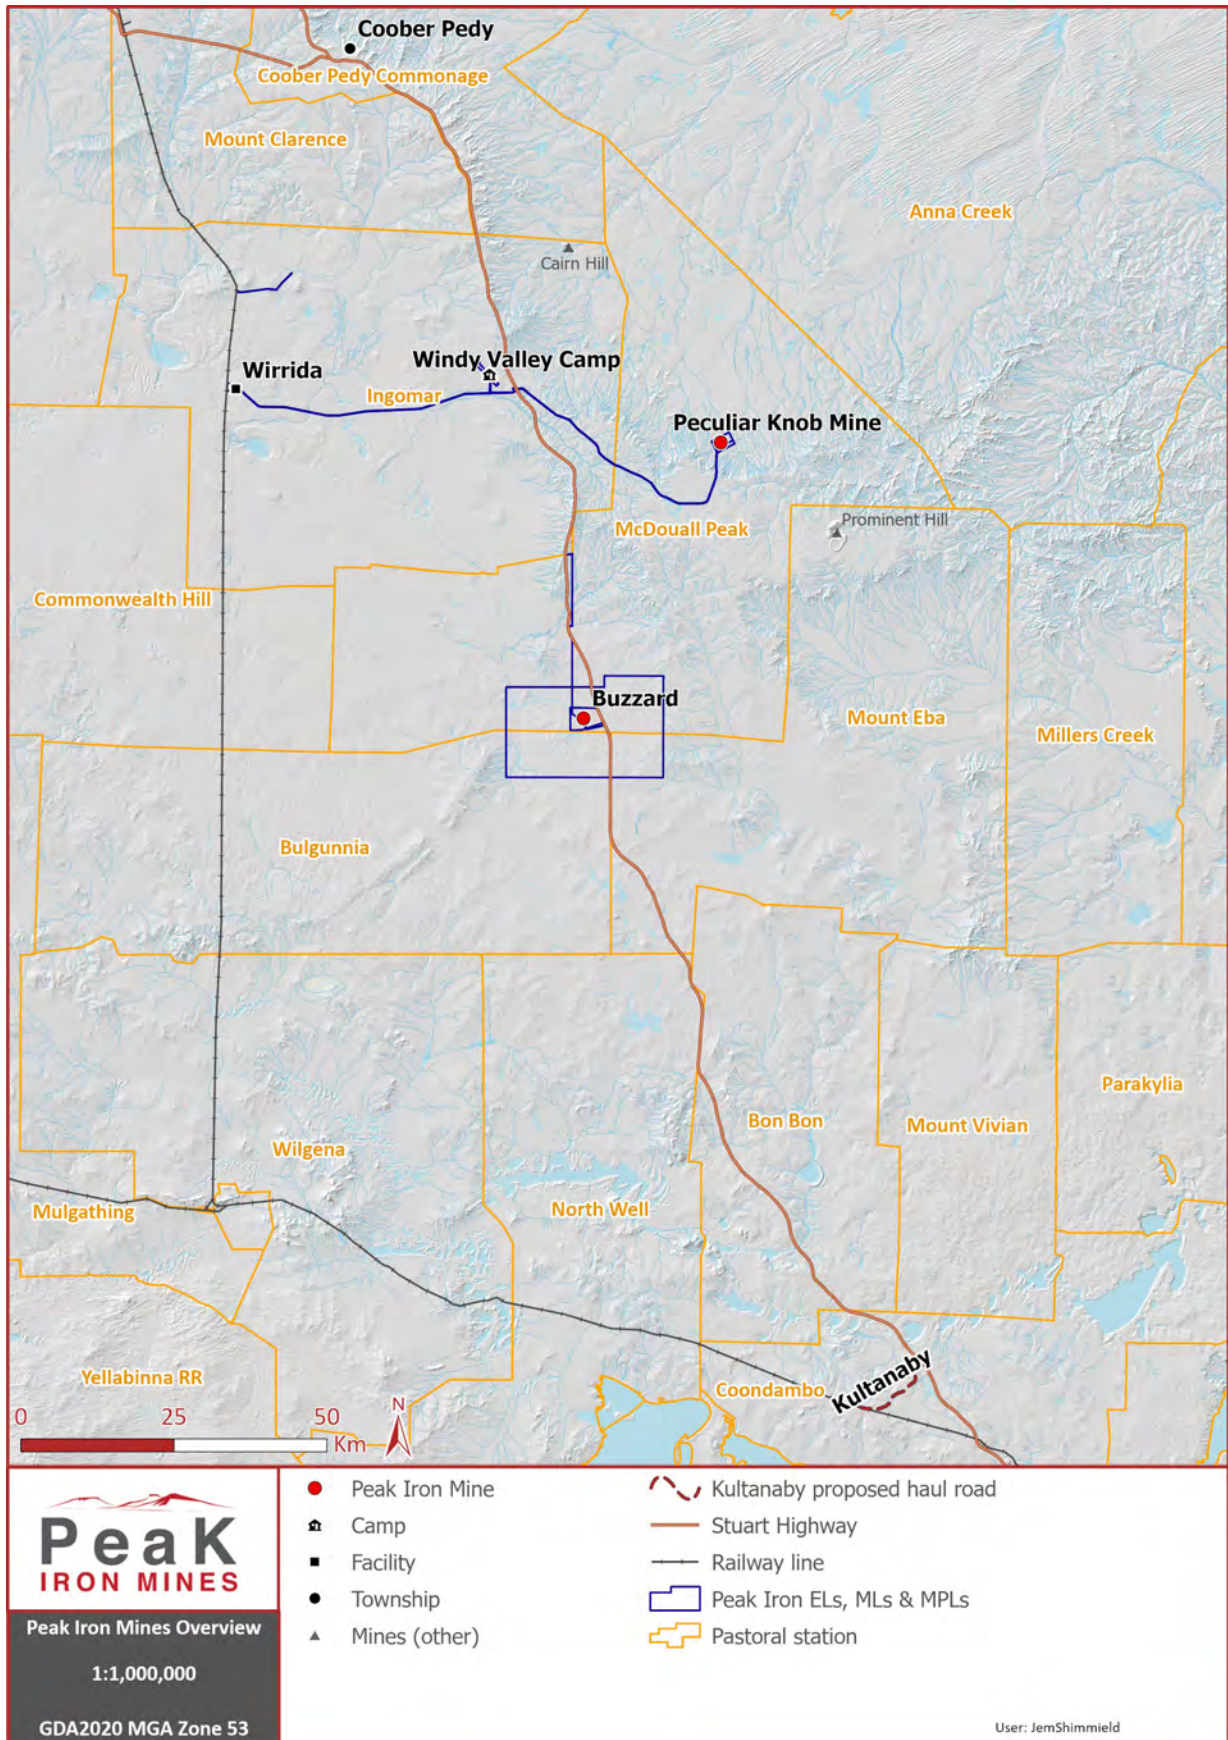 Coober Pedy
Coober Pedy Commonage
Mount Clarence
Anna Creek
Cairn Hill
Windy Valley Camp
Wirrida
Ingomar
Peculiar Knob Mine
Prominent Hill
McDouall Peak
Commonwealth Hill
Buzzard
Mount Eba
Millers Creek
Bulgunnia
Parakylia
Bon Bon
Mount Vivian
Wilgena
North Well
Mulgathing
Yellabinna RR
Coondambo
Kultanaby
0 25 50
Km
N
PeaK
IRON MINES
Peak Iron Mines Overview
1:1,000,000
GDA2020 MGA Zone 53
Peak Iron Mine
Camp
Facility
Township
Mines (other)
Kultanaby proposed haul road
Stuart Highway
Railway line
Peak Iron ELs, MLs & MPLs
Pastoral station
User: JemShimmield